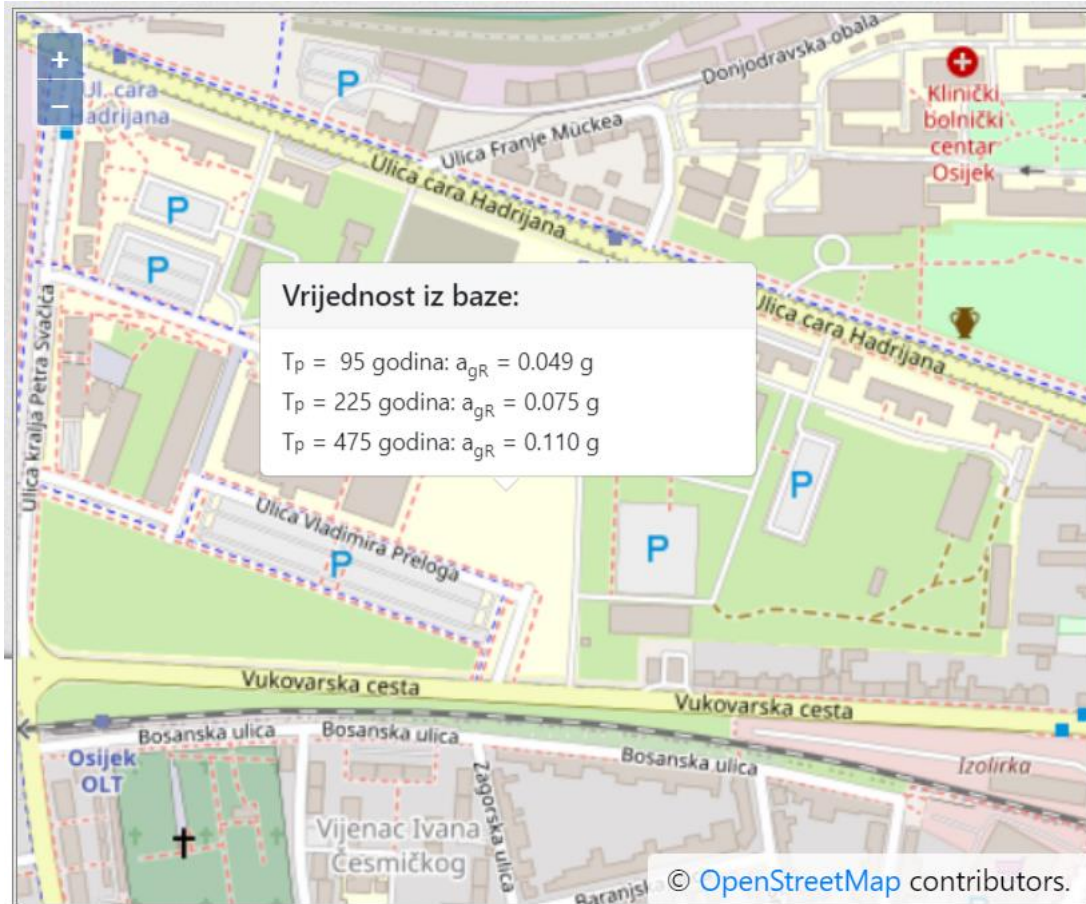 +
−
Ul. cara
Hadrijana
P
Donjodravska obala
Klinički
bolnički
centar
Osijek
Ulica Franje Mückea
Ulica cara Hadrijana
P
P
Ulica kralja Petra Svačića
Vrijednost iz baze:
Tp = 95 godina: agR = 0.049 g
Tp = 225 godina: agR = 0.075 g
Tp = 475 godina: agR = 0.110 g
Ulica cara Hadrijana
P
Ulica Vladimira Preloga
P
P
Vukovarska cesta
Vukovarska cesta
Bosanska ulica
Bosanska ulica
Bosanska ulica
Osijek
OLT
Zagorska ulica
Izolirka
Vijenac Ivana
Česmičkog
Baranjska
© OpenStreetMap contributors.